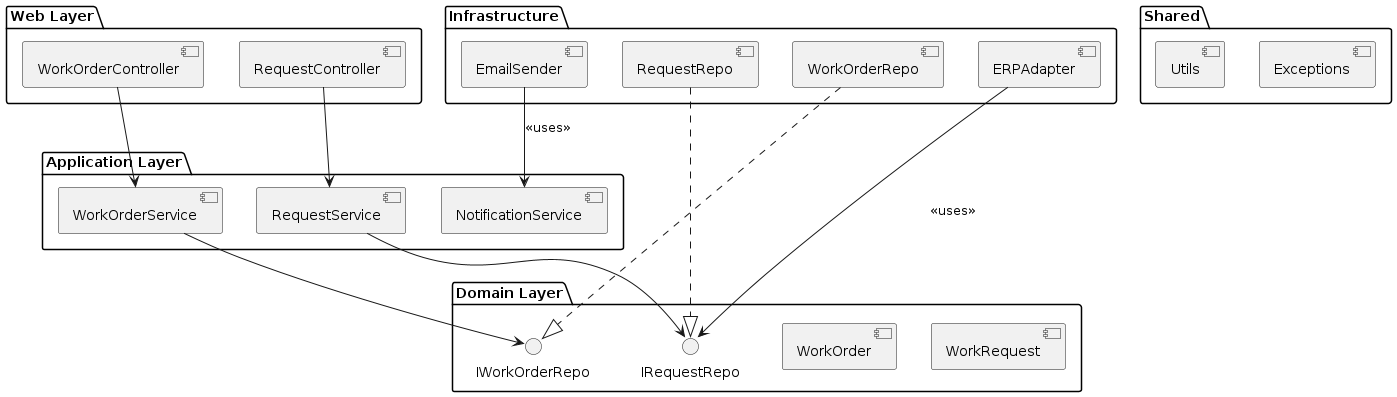 Web Layer
Infrastructure
Shared
WorkOrderController
RequestController
EmailSender
RequestRepo
WorkOrderRepo
ERPAdapter
Utils
Exceptions
«uses»
Application Layer
WorkOrderService
RequestService
NotificationService
«uses»
Domain Layer
WorkOrder
WorkRequest
IWorkOrderRepo
IRequestRepo